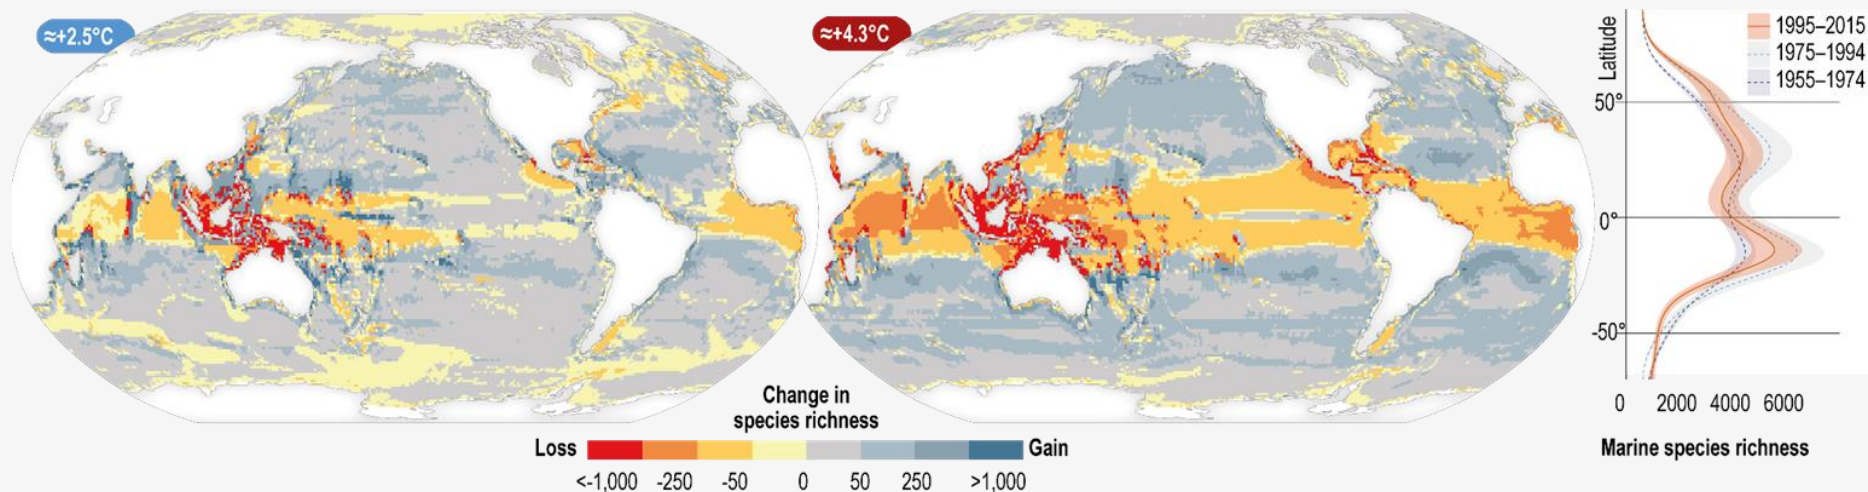 ≈+2.5°C
≈+4.3°C
Latitude
1995–2015
1975–1994
1955–1974
50°
0°
-50°
0 2000 4000 6000
Marine species richness
Change in
species richness
Loss
Gain
<-1,000 -250 -50 0 50 250 >1,000